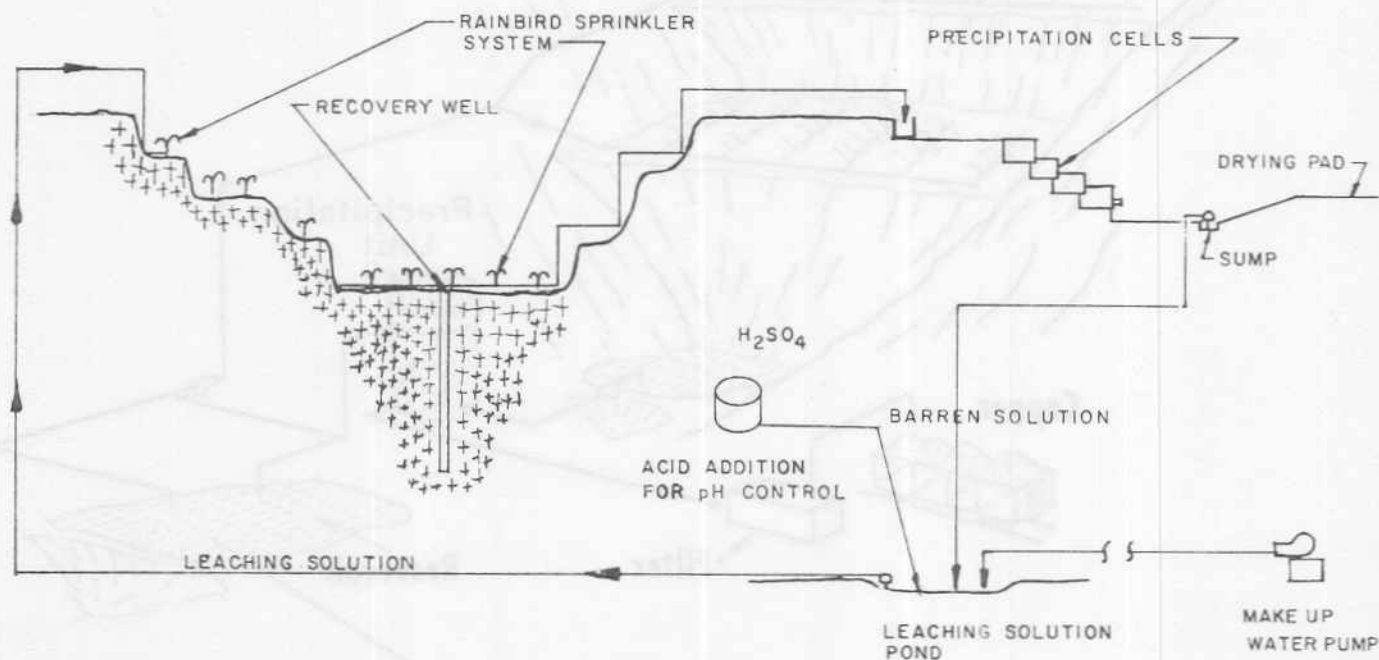 RAINBIRD SPRINKLER
SYSTEM
PRECIPITATION CELLS
RECOVERY WELL
DRYING PAD
SUMP
H₂SO₄
BARREN SOLUTION
ACID ADDITION
FOR pH CONTROL
LEACHING SOLUTION
LEACHING SOLUTION
POND
MAKE UP
WATER PUMP